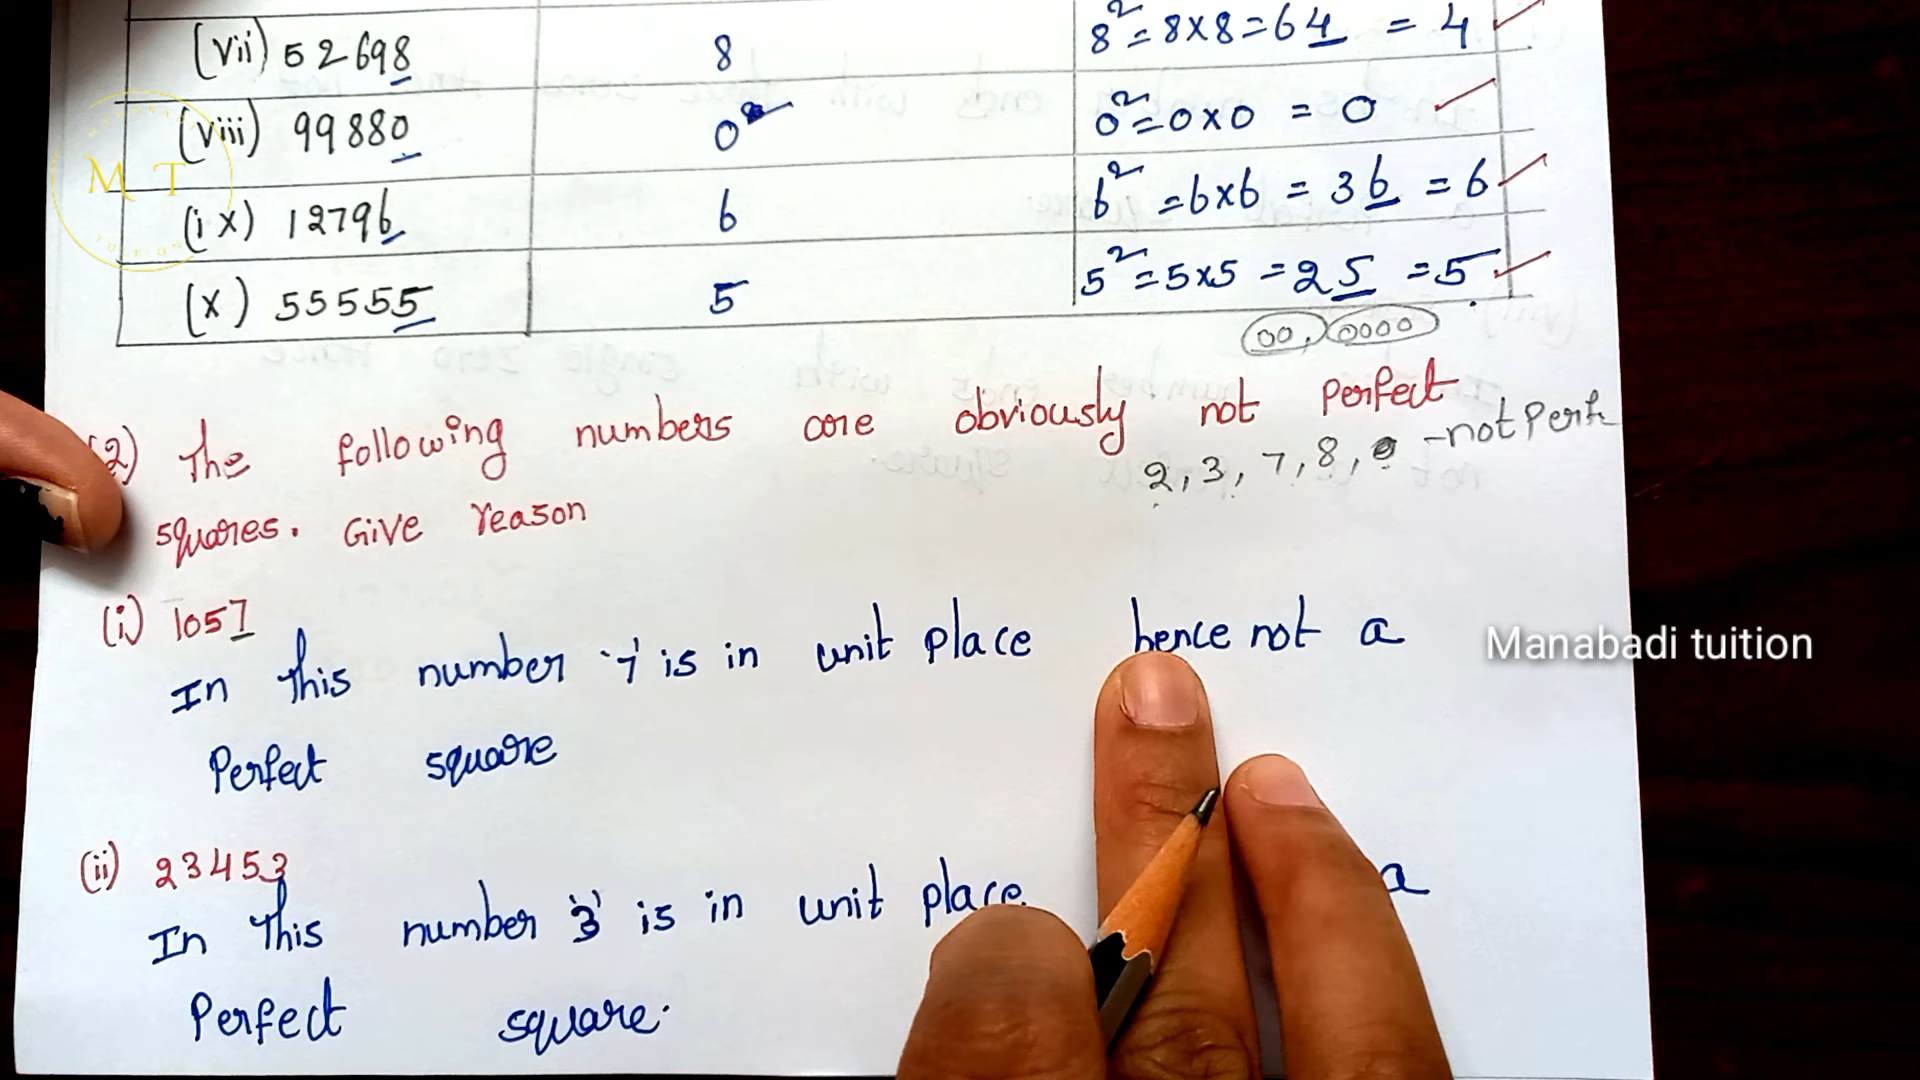 (vii) 52698 8 8² = 8×8 = 64 = 4
(viii) 99880 0 0² = 0×0 = 0
(ix) 12796 6 6² = 6×6 = 36 = 6
(x) 55555 5 5² = 5×5 = 25 = 5
00, 0000
(2) The following numbers are obviously not perfect
2, 3, 7, 8, - not Perf
squares. Give reason
(i) 1057
In this number '7' is in unit place hence not a
Perfect square
(ii) 23453
In this number '3' is in unit place a
Perfect square.
M T
Manabadi tuition